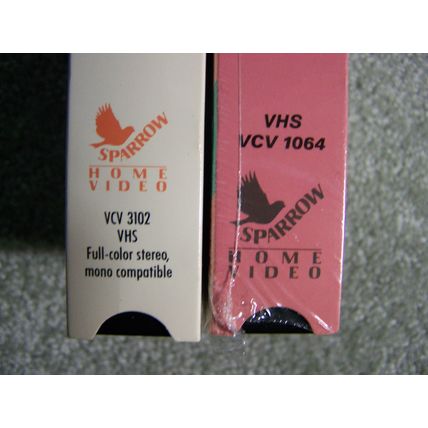 SPARROW
HOME
VIDEO
VCV 3102
VHS
Full-color stereo,
mono compatible
VHS
VCV 1064
SPARROW
HOME
VIDEO